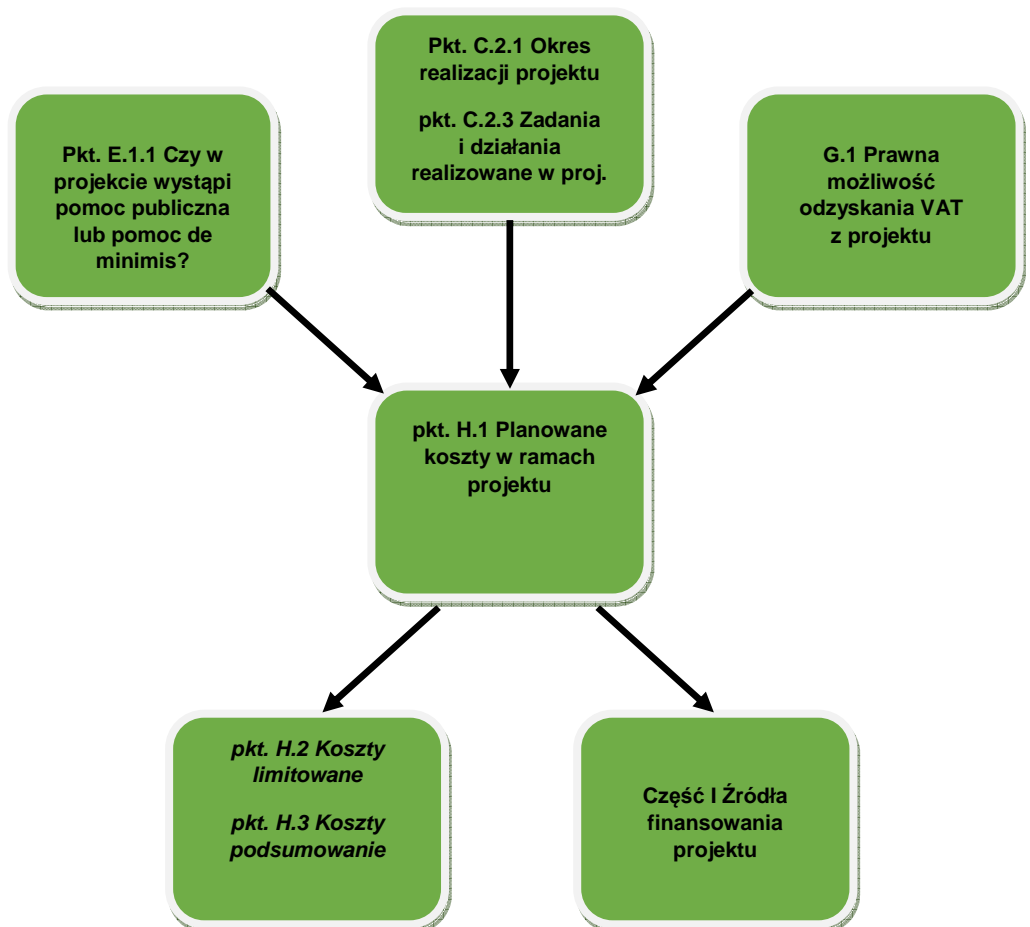 Pkt. C.2.1 Okres
realizacji projektu
pkt. C.2.3 Zadania
i działania
realizowane w proj.
Pkt. E.1.1 Czy w
projekcie wystąpi
pomoc publiczna
lub pomoc de
minimis?
G.1 Prawna
możliwość
odzyskania VAT
z projektu
pkt. H.1 Planowane
koszty w ramach
projektu
pkt. H.2 Koszty
limitowane
pkt. H.3 Koszty
podsumowanie
Część I Źródła
finansowania
projektu